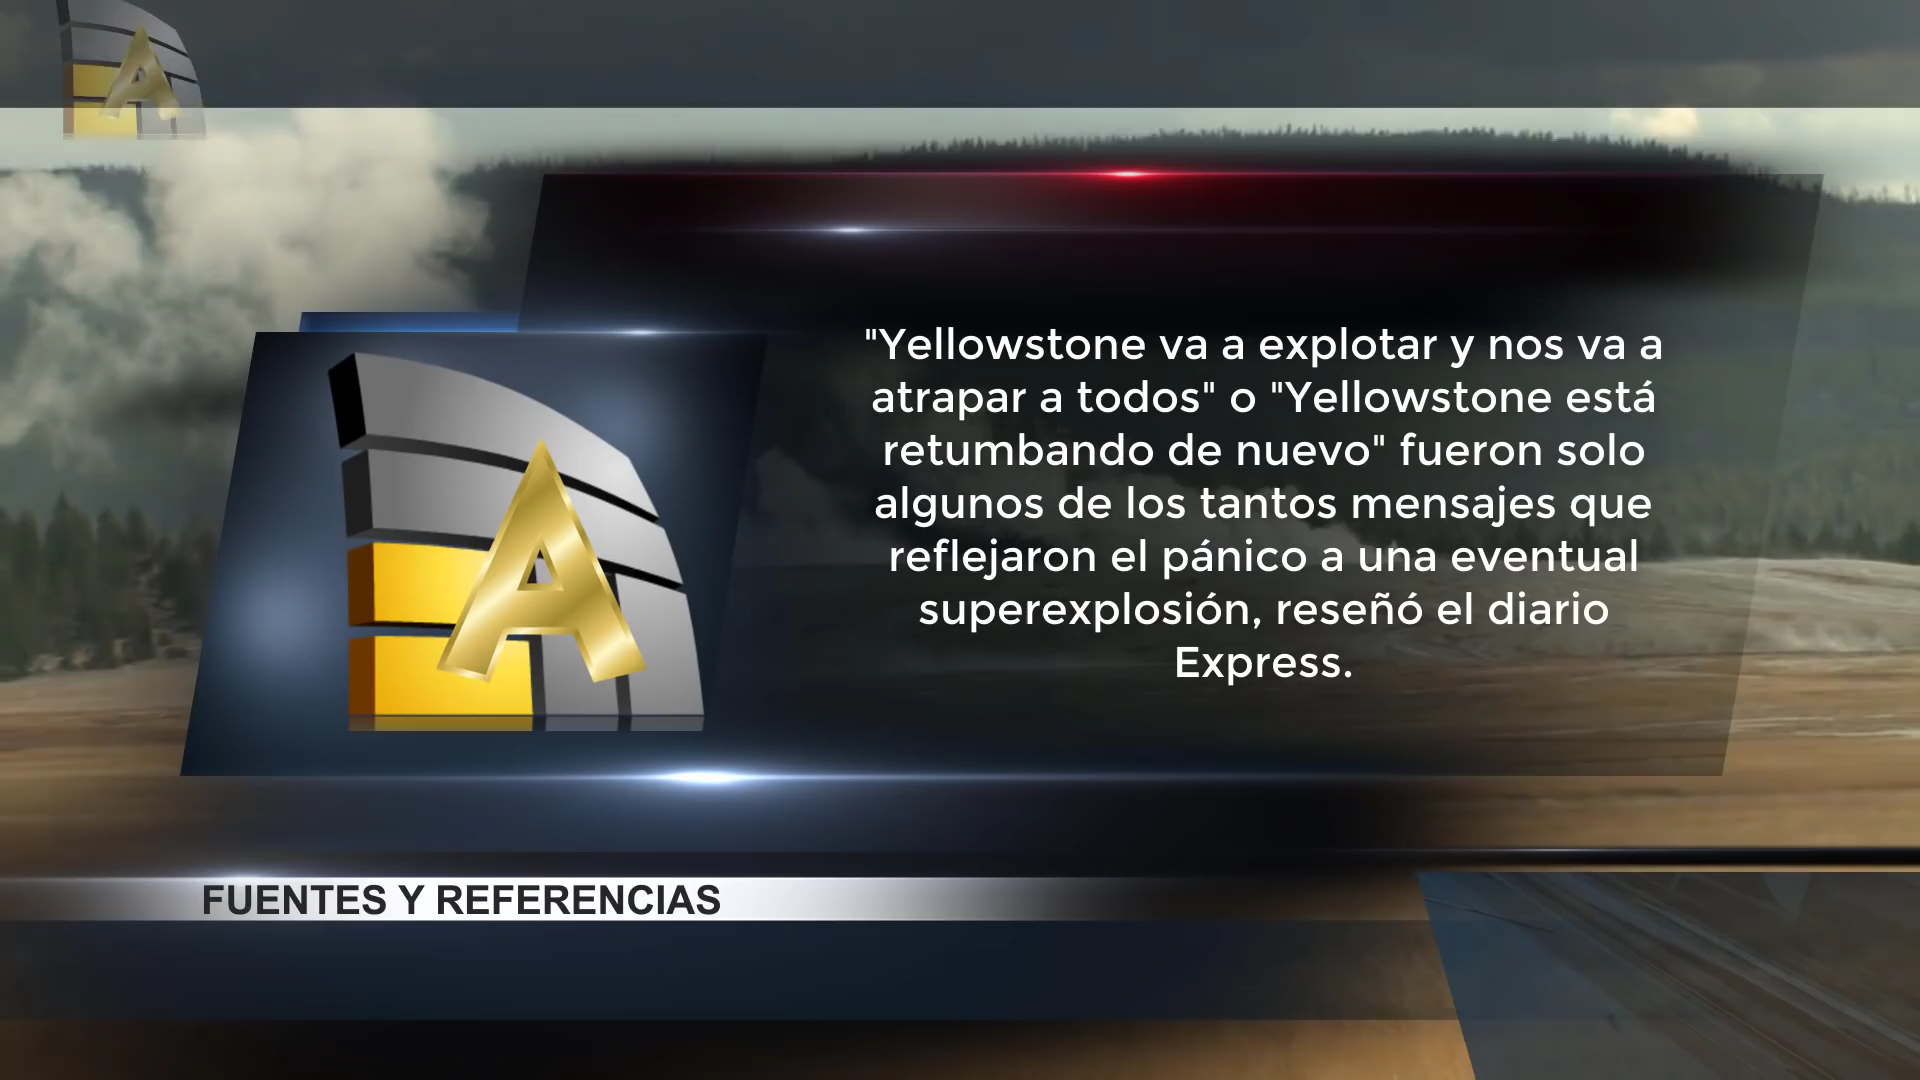 A
"Yellowstone va a explotar y nos va a
atrapar a todos" o "Yellowstone está
retumbando de nuevo" fueron solo
algunos de los tantos mensajes que
reflejaron el pánico a una eventual
superexplosión, reseñó el diario
Express.
A
FUENTES Y REFERENCIAS